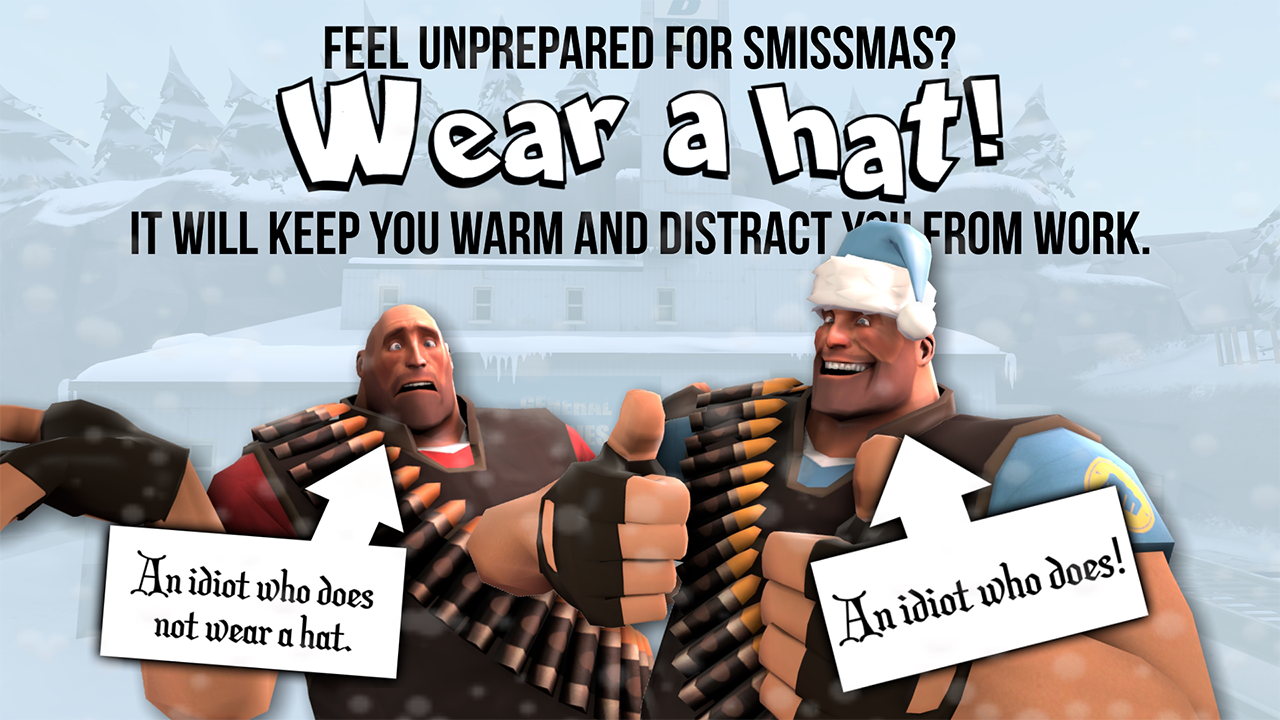 FEEL UNPREPARED FOR SMISSMAS?
Wear a hat!
IT WILL KEEP YOU WARM AND DISTRACT YOU FROM WORK.
An idiot who does
not wear a hat.
An idiot who does!